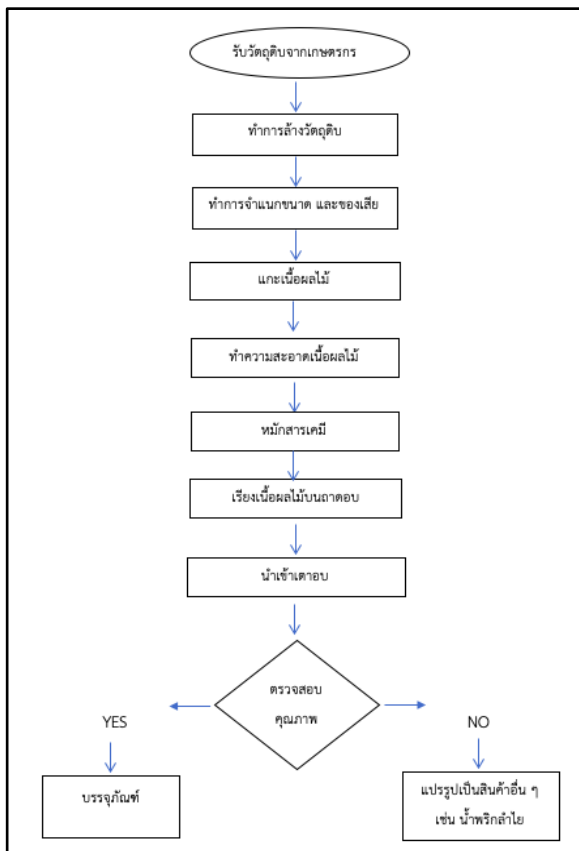 รับวัตถุดิบจากเกษตรกร
ทำการล้างวัตถุดิบ
ทำการจำแนกขนาด และของเสีย
แกะเนื้อผลไม้
ทำความสะอาดเนื้อผลไม้
หมักสารเคมี
เรียงเนื้อผลไม้บนถาดอบ
นำเข้าเตาอบ
ตรวจสอบ
คุณภาพ
YES
NO
บรรจุภัณฑ์
แปรรูปเป็นสินค้าอื่น ๆ
เช่น น้ำพริกลำไย